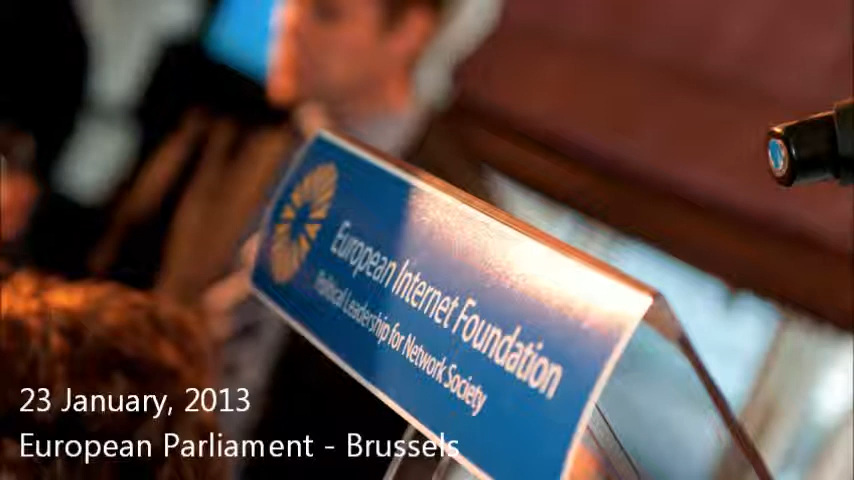 European Internet Foundation
Political Leadership for Network Society
23 January, 2013
European Parliament - Brussels